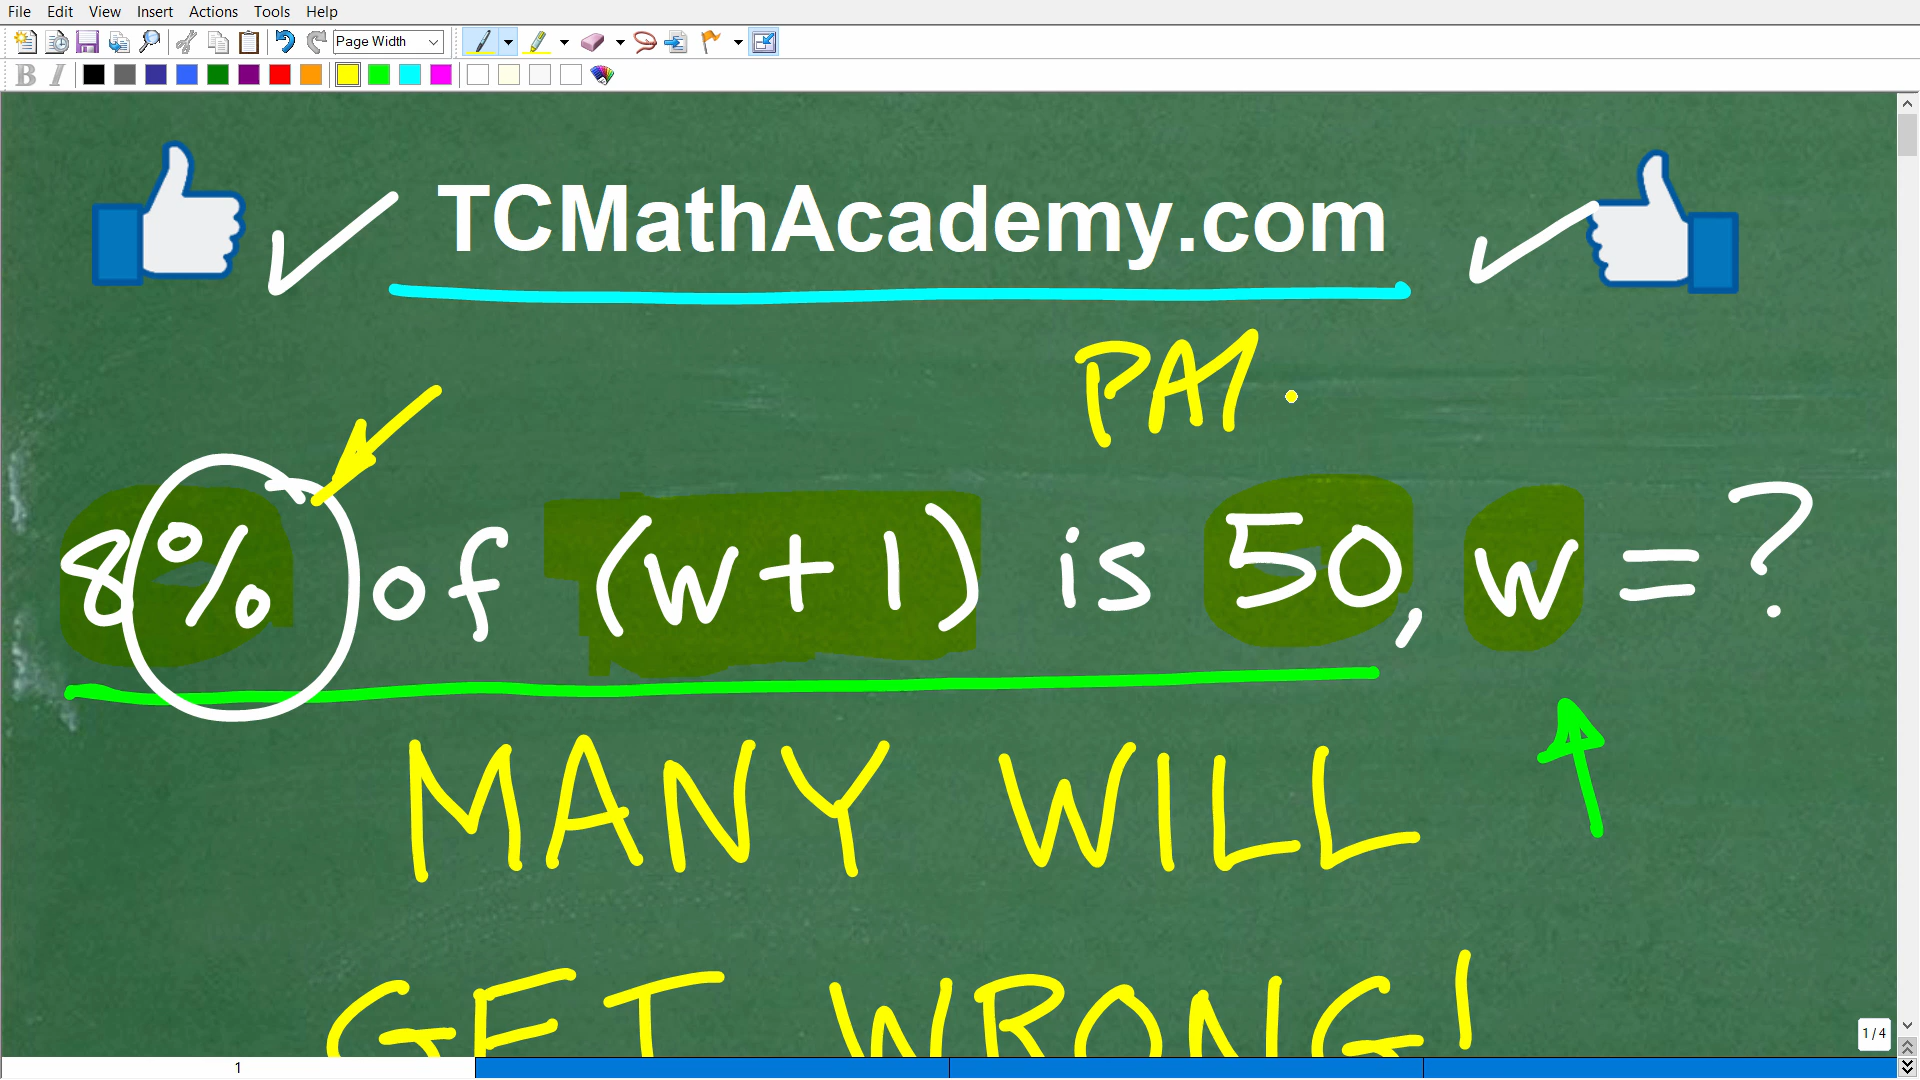 File Edit View Insert Actions Tools Help
Page Width
B I
TCMathAcademy.com
PAR
8% of (w+1) is 50, w = ?
MANY WILL
GET WRONG!
1 / 4
1